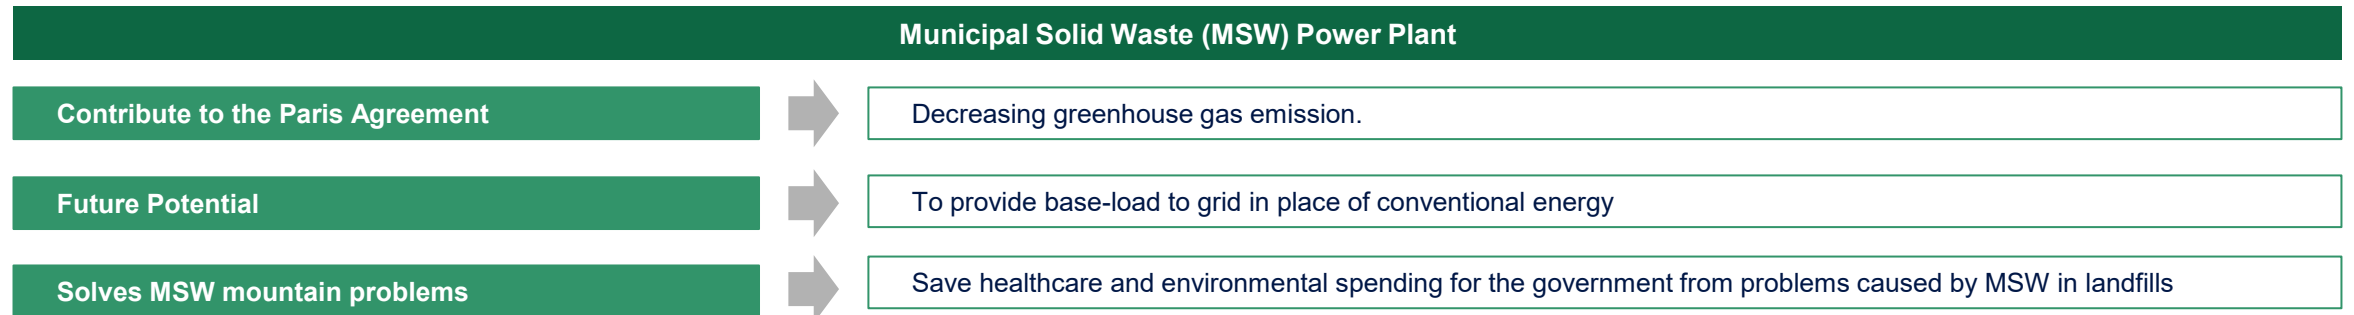 Municipal Solid Waste (MSW) Power Plant
Contribute to the Paris Agreement
Decreasing greenhouse gas emission.
Future Potential
To provide base-load to grid in place of conventional energy
Solves MSW mountain problems
Save healthcare and environmental spending for the government from problems caused by MSW in landfills